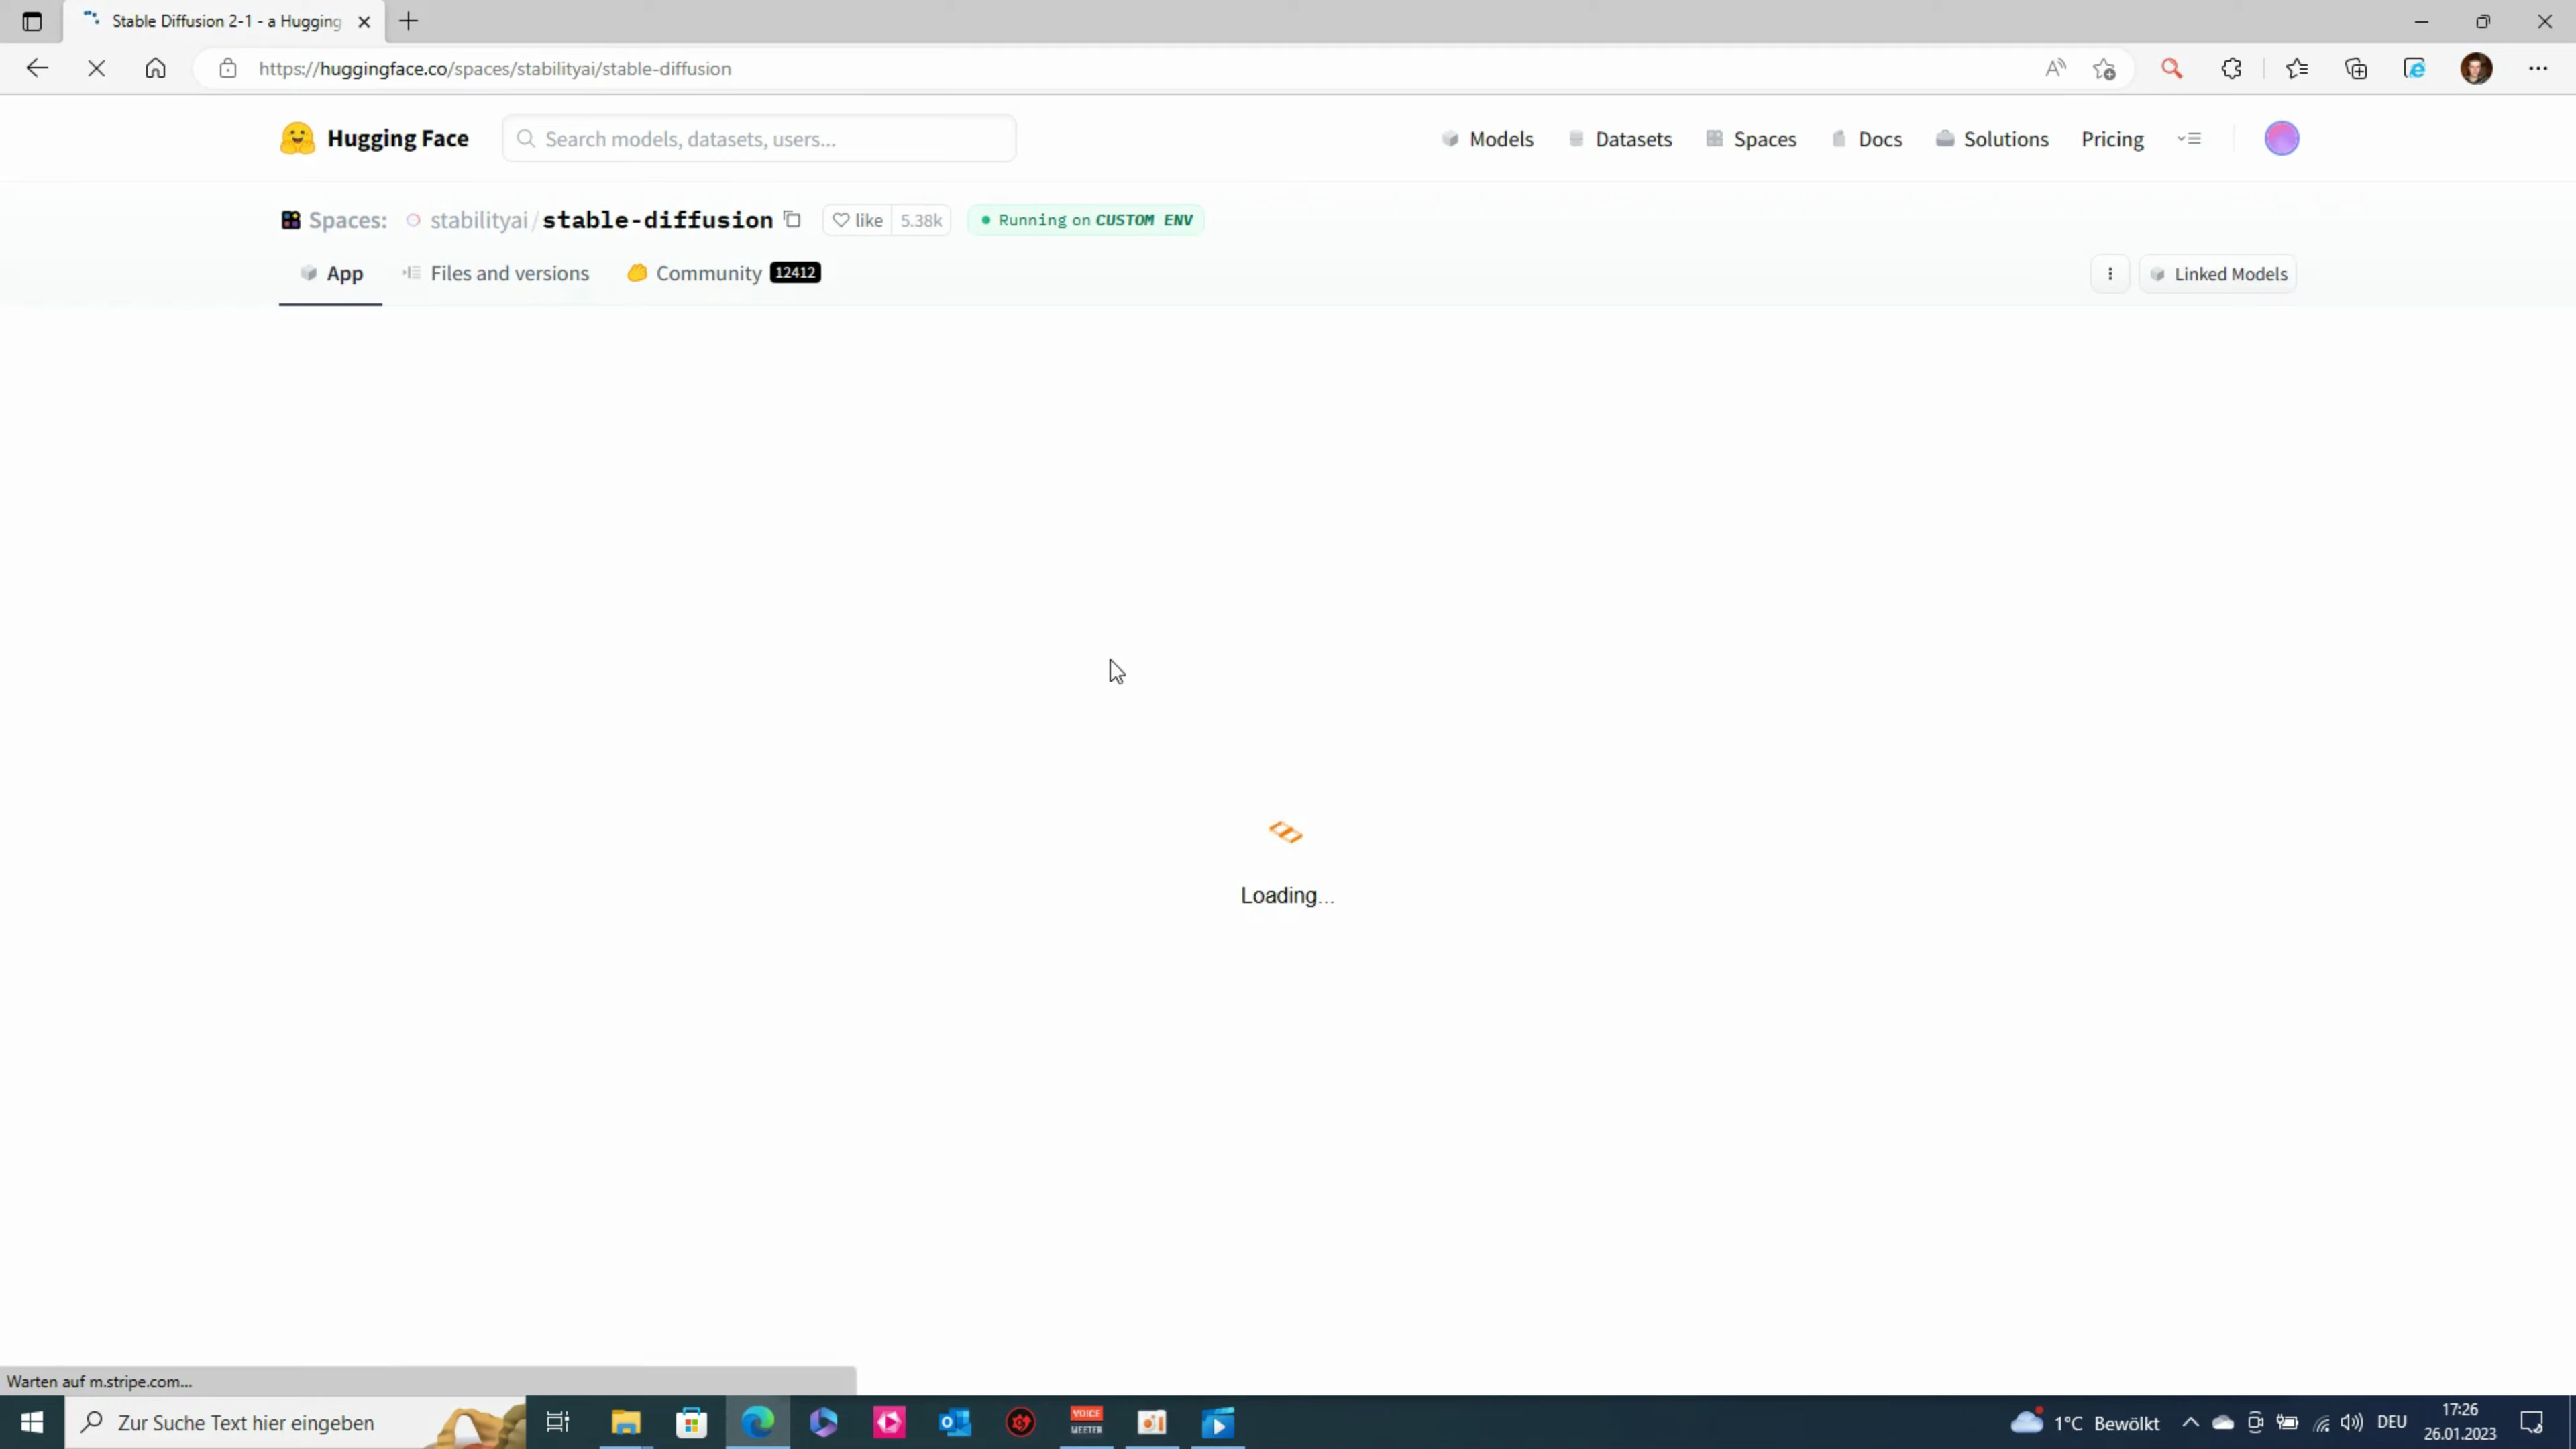 Stable Diffusion 2-1 - a Hugging
https://huggingface.co/spaces/stabilityai/stable-diffusion
Hugging Face
Search models, datasets, users...
Models
Datasets
Spaces
Docs
Solutions
Pricing
Spaces:
stabilityai/stable-diffusion
like
5.38k
Running on CUSTOM ENV
App
Files and versions
Community 12412
Linked Models
Loading...
Warten auf m.stripe.com...
Zur Suche Text hier eingeben
VOICE
MEETER
1°C Bewölkt
DEU
17:26
26.01.2023